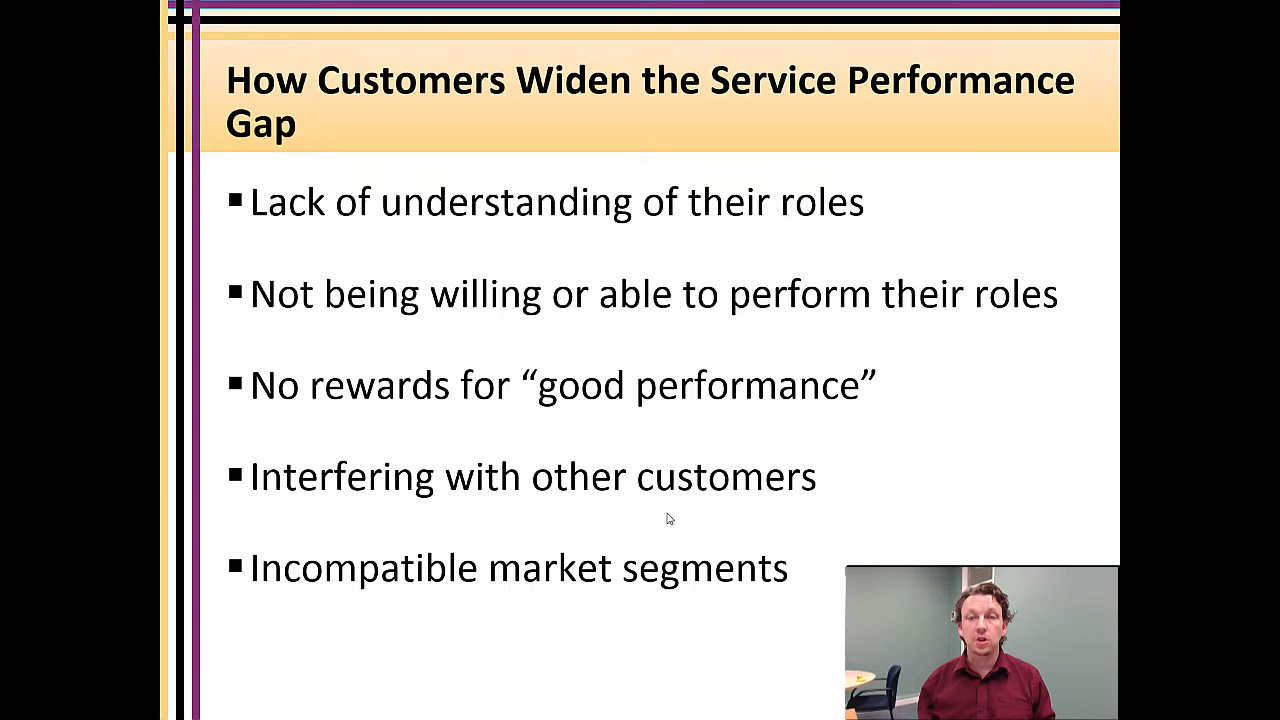 How Customers Widen the Service Performance
Gap
▪Lack of understanding of their roles
▪Not being willing or able to perform their roles
▪No rewards for “good performance”
▪Interfering with other customers
▪Incompatible market segments